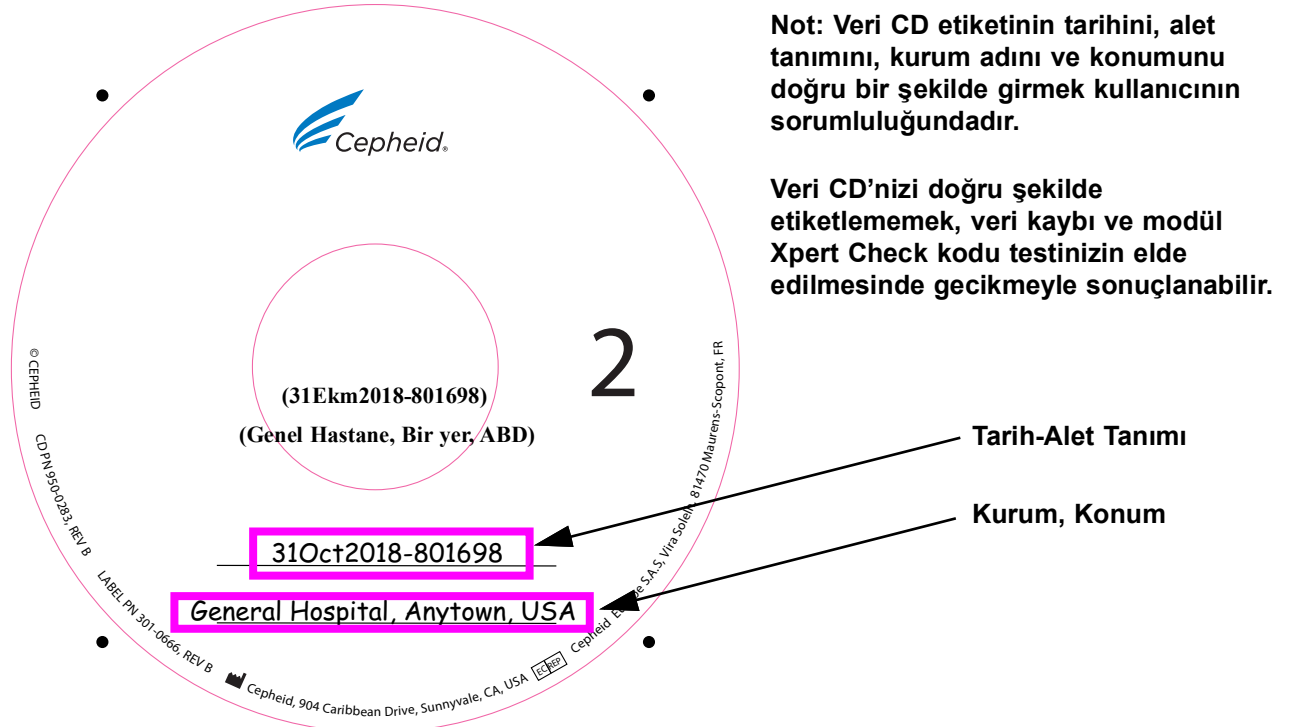 Not: Veri CD etiketinin tarihini, alet
tanımını, kurum adını ve konumunu
doğru bir şekilde girmek kullanıcının
sorumluluğundadır.
Veri CD’nizi doğru şekilde
etiketlememek, veri kaybı ve modül
Xpert Check kodu testinizin elde
edilmesinde gecikmeyle sonuçlanabilir.
Cepheid.
2
(31Ekm2018-801698)
(Genel Hastane, Bir yer, ABD)
Tarih-Alet Tanımı
Kurum, Konum
31Oct2018-801698
General Hospital, Anytown, USA
© CEPHEID CD PN 950-0283, REV B LABEL PN 301-0666, REV B Cepheid, 904 Caribbean Drive, Sunnyvale, CA, USA EC REP Cepheid Europe S.A.S, Vira Solelh, 81470 Maurens-Scopont, FR